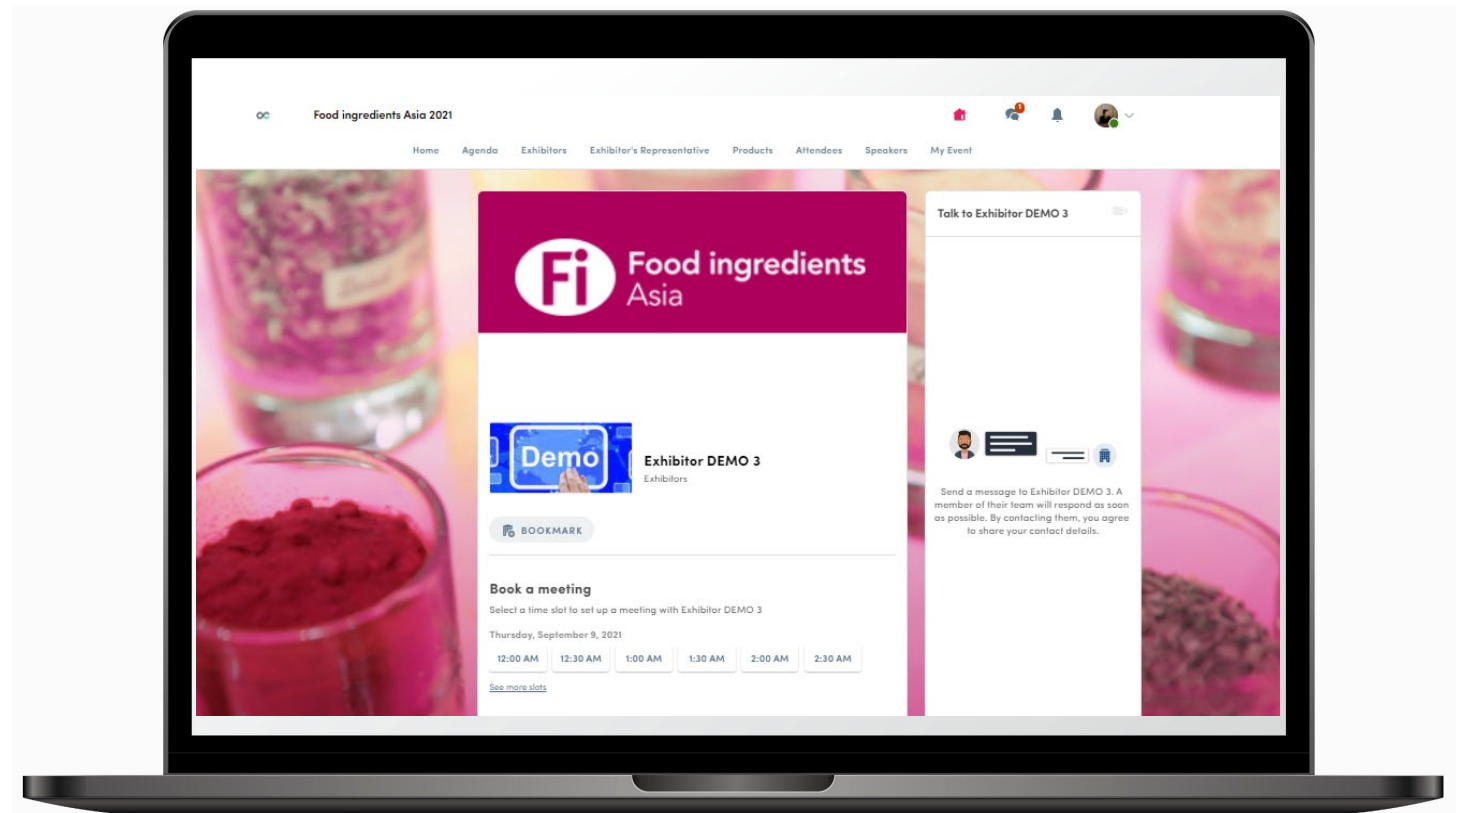 Food ingredients Asia 2021
1
Home Agenda Exhibitors Exhibitor's Representative Products Attendees Speakers My Event
Fi Food ingredients
Asia
Demo
Exhibitor DEMO 3
Exhibitors
BOOKMARK
Book a meeting
Select a time slot to set up a meeting with Exhibitor DEMO 3
Thursday, September 9, 2021
12:00 AM 12:30 AM 1:00 AM 1:30 AM 2:00 AM 2:30 AM
See more slots
Talk to Exhibitor DEMO 3
Send a message to Exhibitor DEMO 3. A
member of their team will respond as soon
as possible. By contacting them, you agree
to share your contact details.